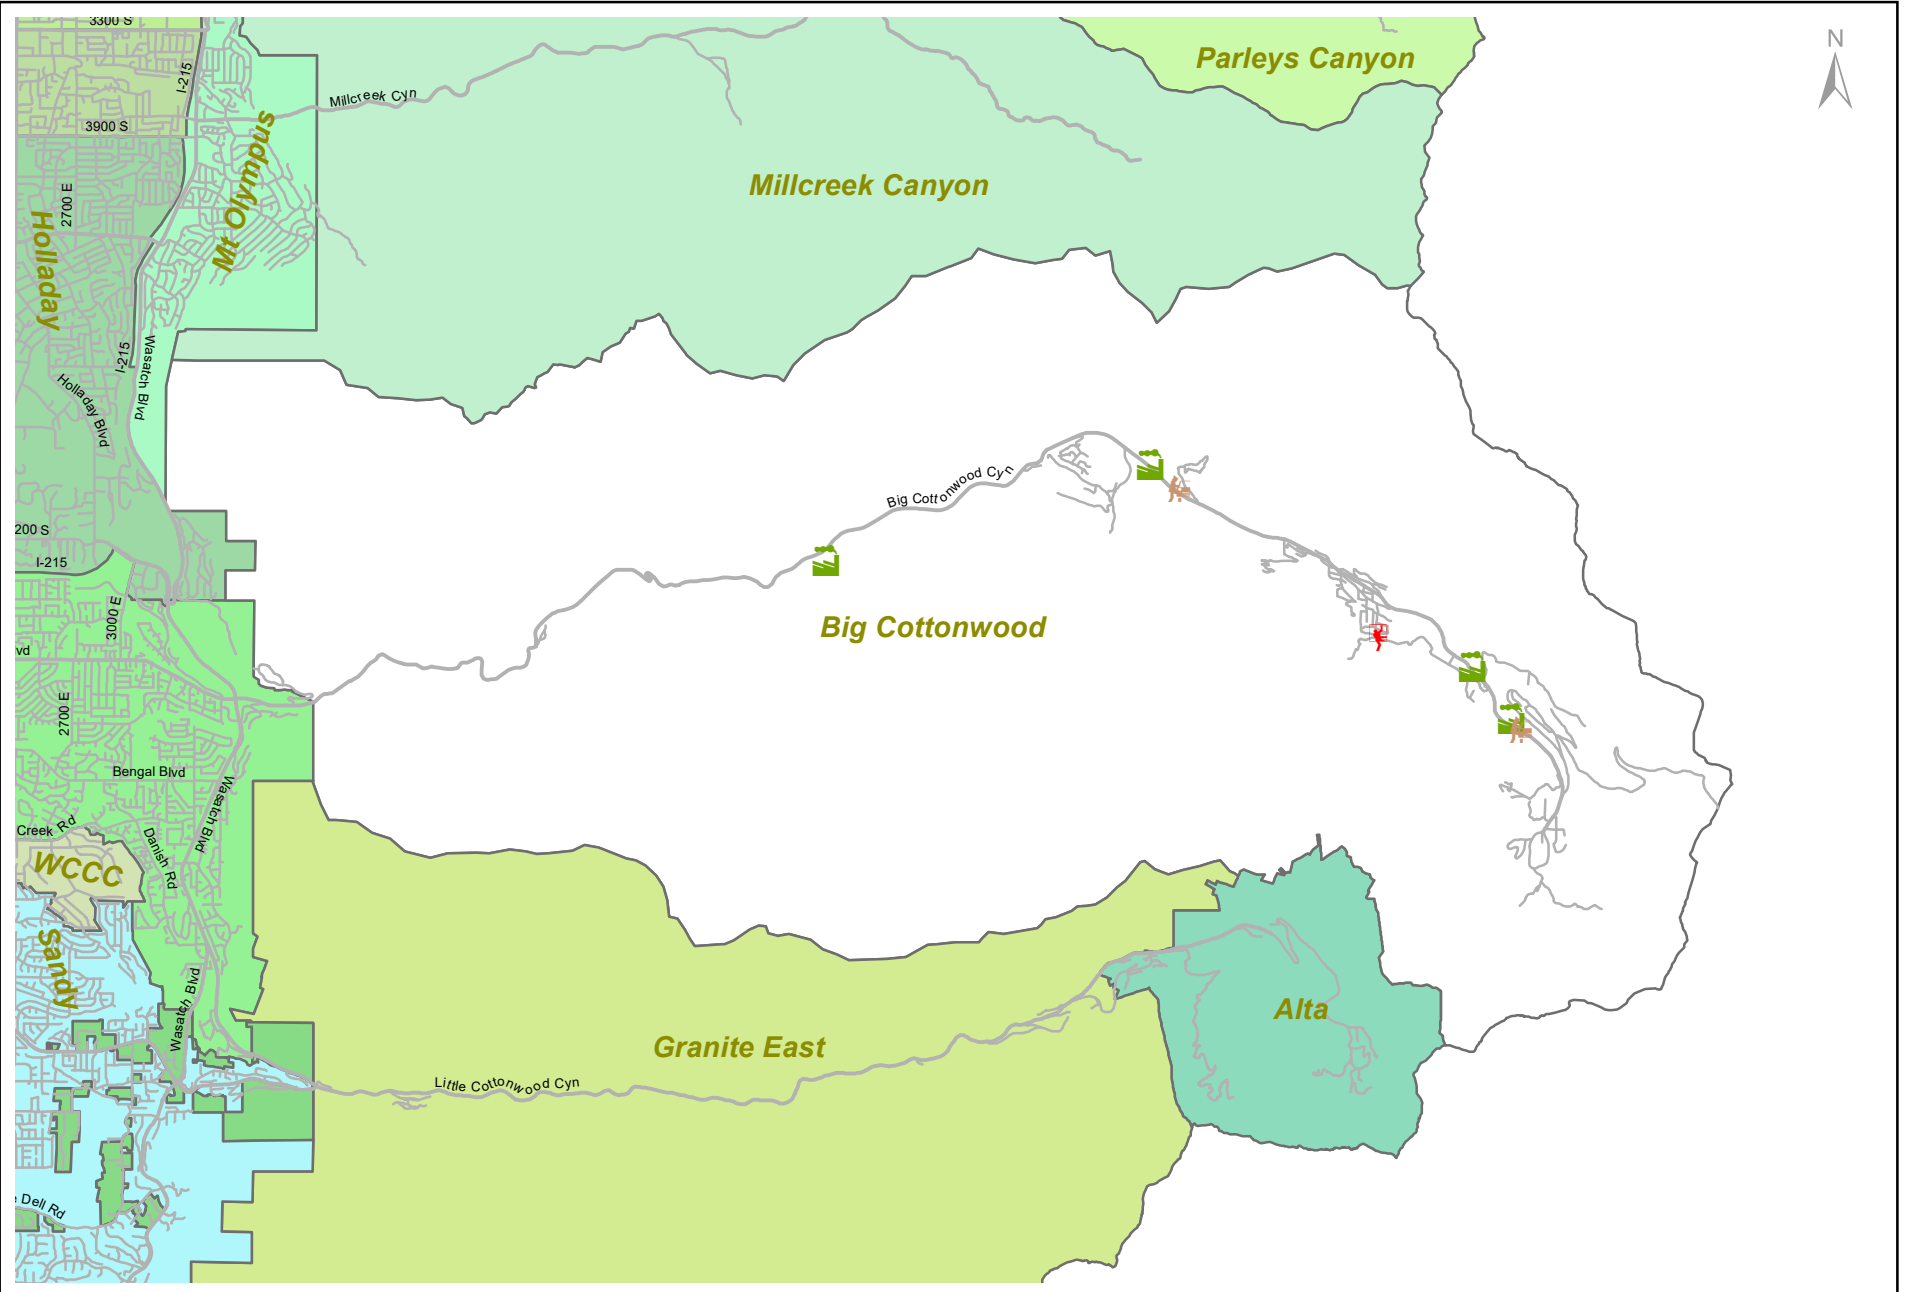 3300 S
Parleys Canyon
N
I-215
Millcreek Cyn
3900 S
Mt Olympus
Millcreek Canyon
2700 E
Holladay
I-215
Wasatch Blvd
Holladay Blvd
Big Cottonwood Cyn
200 S
I-215
3000 E
Big Cottonwood
vd
2700 E
Bengal Blvd
Wasatch Blvd
Creek Rd
Danish Rd
WCCC
Sandy
Wasatch Blvd
Alta
Granite East
Little Cottonwood Cyn
Dell Rd